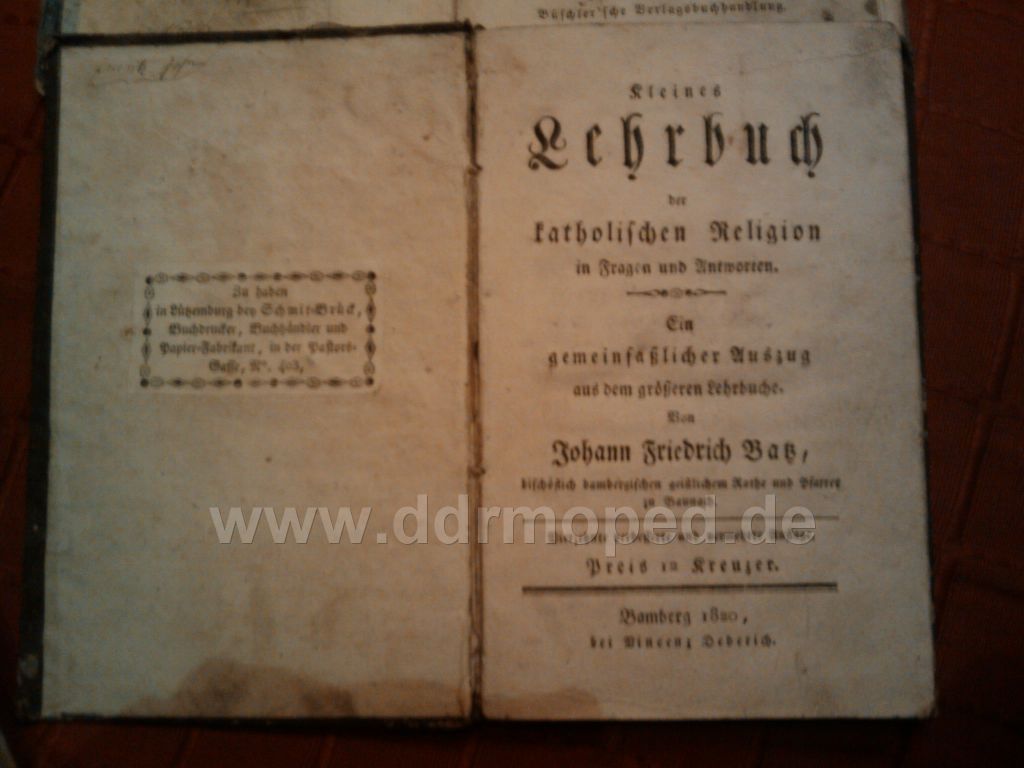 Büschler'sche Verlagsbuchhandlung.
Zu haben
in Lützemburg bey Schmit-Brück,
Buchdrucker, Buchhändler und
Papier-Fabrikant, in der Pastors-
Gasse, N°. 403,
Kleines
Lehrbuch
der
katholischen Religion
in Fragen und Antworten.
Ein
gemeinfaßlicher Auszug
aus dem größeren Lehrbuche.
Von
Johann Friedrich Batz,
bischöflich bambergischen geistlichem Rathe und Pfarrer
zu Baunach.
www.ddrmoped.de
und
Preis 12 Kreuzer.
Bamberg 1820,
bei Vincenz Dederich.